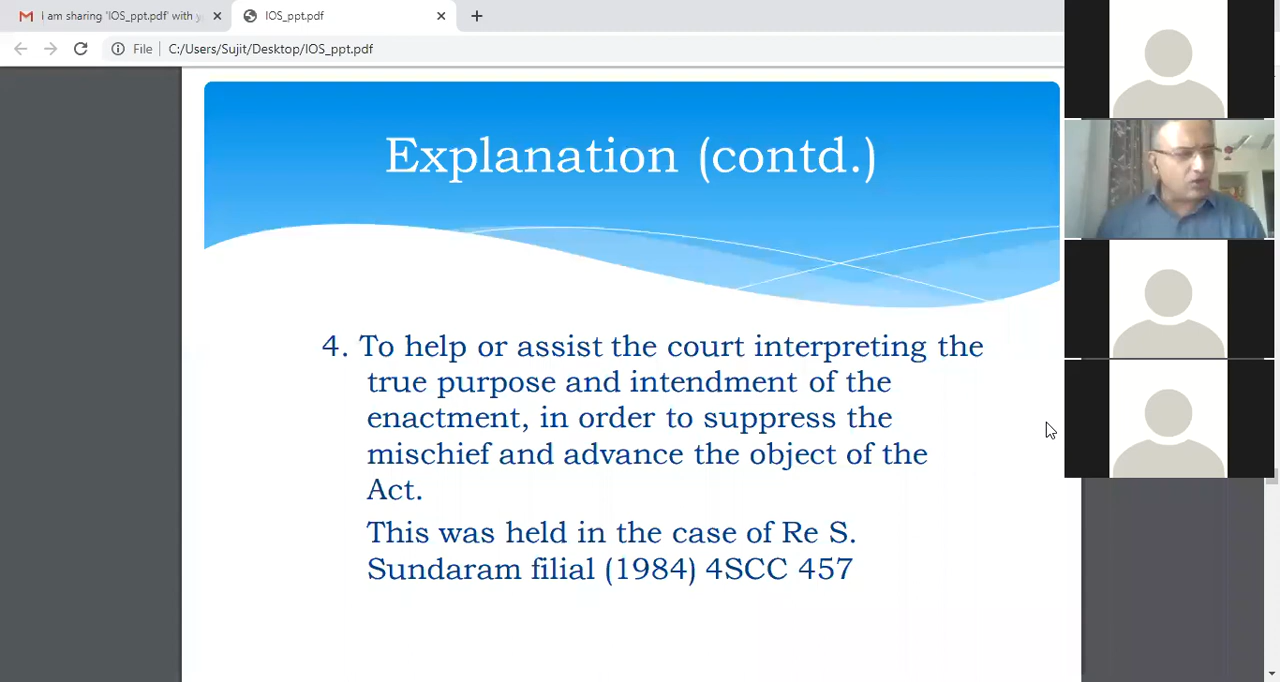 I am sharing 'IOS_ppt.pdf' with
IOS_ppt.pdf
File
C:/Users/Sujit/Desktop/IOS_ppt.pdf
Explanation (contd.)
4. To help or assist the court interpreting the
true purpose and intendment of the
enactment, in order to suppress the
mischief and advance the object of the
Act.
This was held in the case of Re S.
Sundaram filial (1984) 4SCC 457